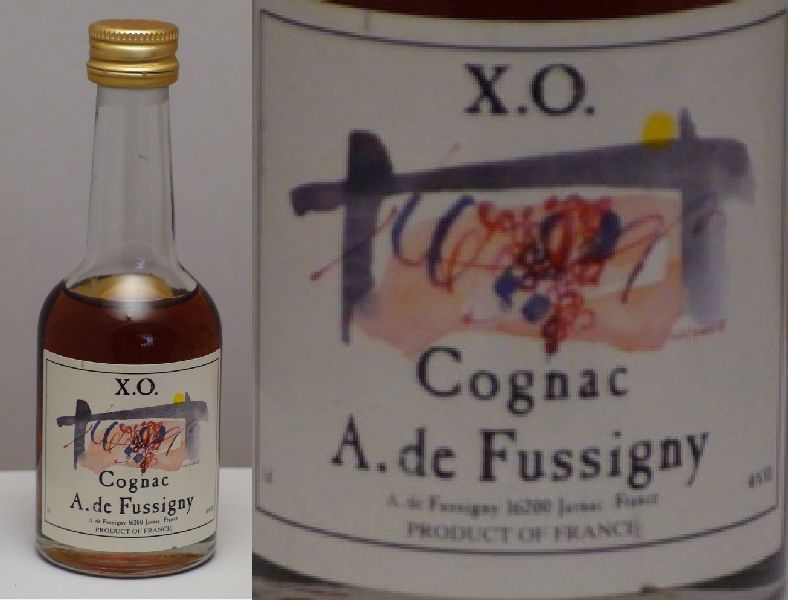 X.O.
Cognac
A. de Fussigny
A. de Fussigny 16200 Jarnac France
PRODUCT OF FRANCE
X.O.
Cognac
A. de Fussigny
A. de Fussigny 16200 Jarnac France
PRODUCT OF FRANCE